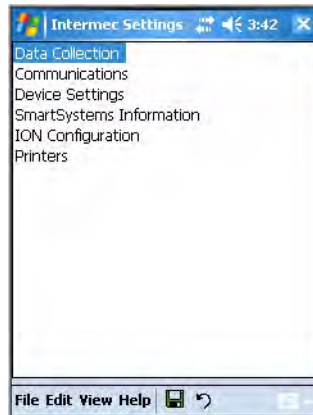 Intermec Settings 3:42
Data Collection
Communications
Device Settings
SmartSystems Information
ION Configuration
Printers
File Edit View Help